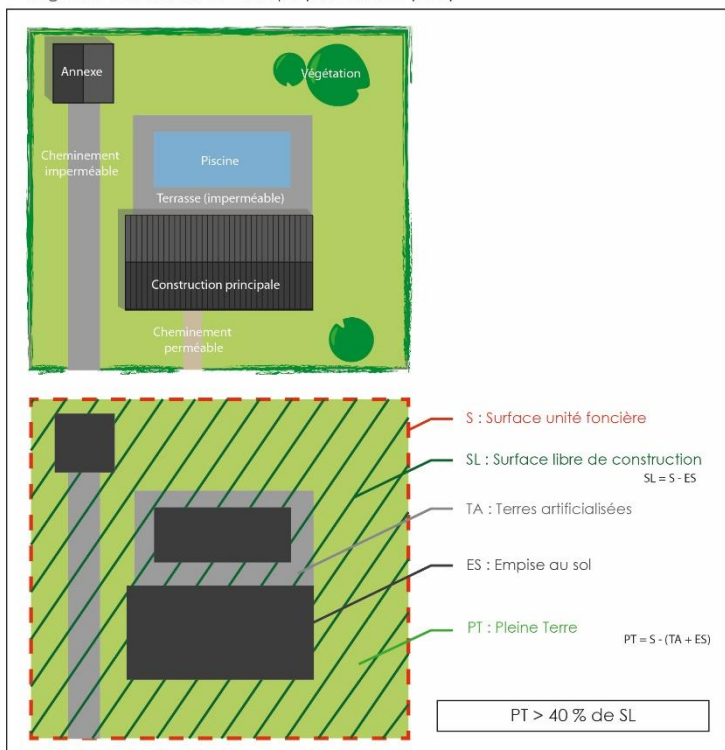 Annexe
Végétation
Cheminement
imperméable
Piscine
Terrasse (imperméable)
Construction principale
Cheminement
perméable
S : Surface unité foncière
SL : Surface libre de construction
SL = S - ES
TA : Terres artificialisées
ES : Empise au sol
PT : Pleine Terre
PT = S - (TA + ES)
PT > 40 % de SL